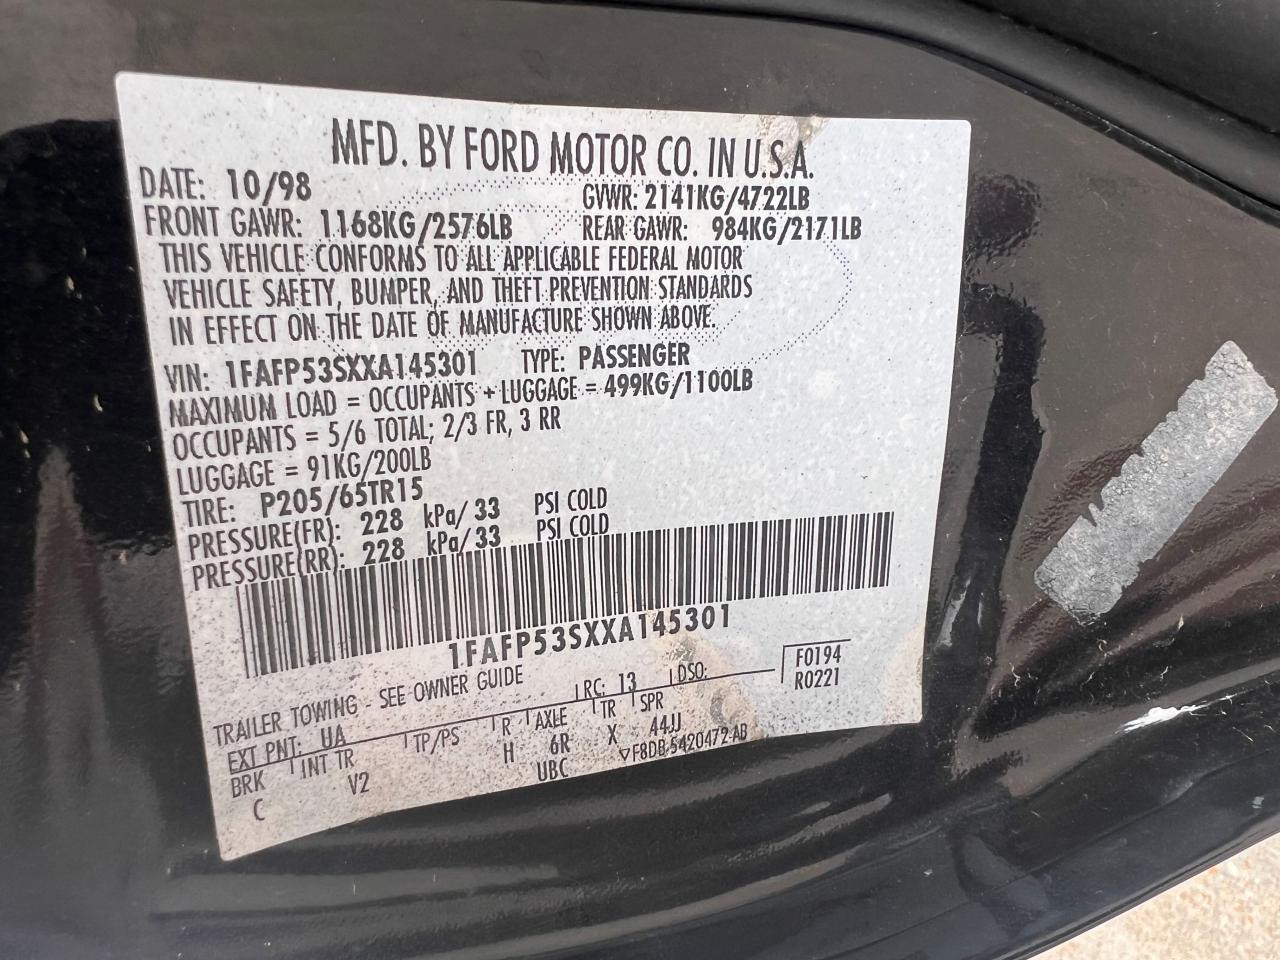 MFD. BY FORD MOTOR CO. IN U.S.A.
DATE: 10/98 GVWR: 2141KG/4722LB
FRONT GAWR: 1168KG/2576LB REAR GAWR: 984KG/2171LB
THIS VEHICLE CONFORMS TO ALL APPLICABLE FEDERAL MOTOR
VEHICLE SAFETY, BUMPER, AND THEFT PREVENTION STANDARDS
IN EFFECT ON THE DATE OF MANUFACTURE SHOWN ABOVE.
VIN: 1FAFP53SXXA145301 TYPE: PASSENGER
MAXIMUM LOAD = OCCUPANTS + LUGGAGE = 499KG/1100LB
OCCUPANTS = 5/6 TOTAL; 2/3 FR, 3 RR
LUGGAGE = 91KG/200LB
TIRE: P205/65TR15
PRESSURE(FR): 228 kPa/33 PSI COLD
PRESSURE(RR): 228 kPa/33 PSI COLD
1FAFP53SXXA145301
TRAILER TOWING - SEE OWNER GUIDE
F0194
R0221
EXT PNT: UA RC: 13 DSO:
BRK INT TR TP/PS R AXLE TR SPR
C V2 H 6R X 44JJ
UBC F8DB-5420472-AB